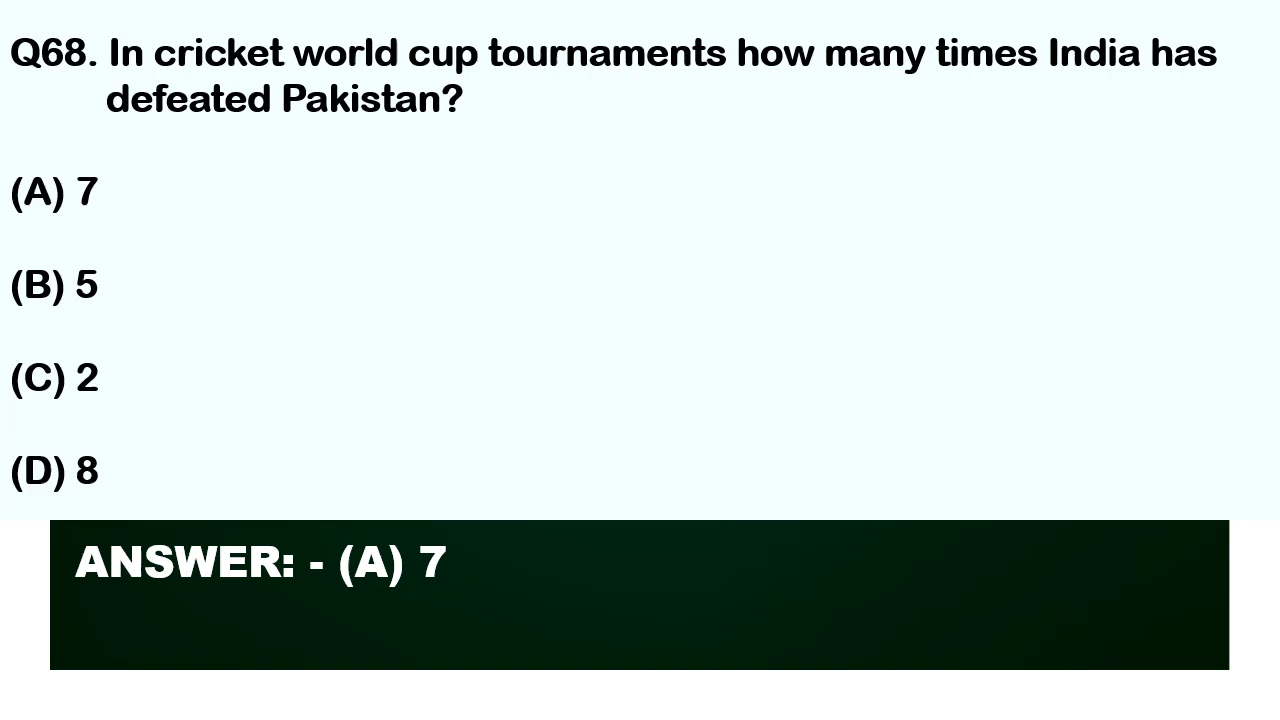 Q68. In cricket world cup tournaments how many times India has
defeated Pakistan?
(A) 7
(B) 5
(C) 2
(D) 8
ANSWER: - (A) 7